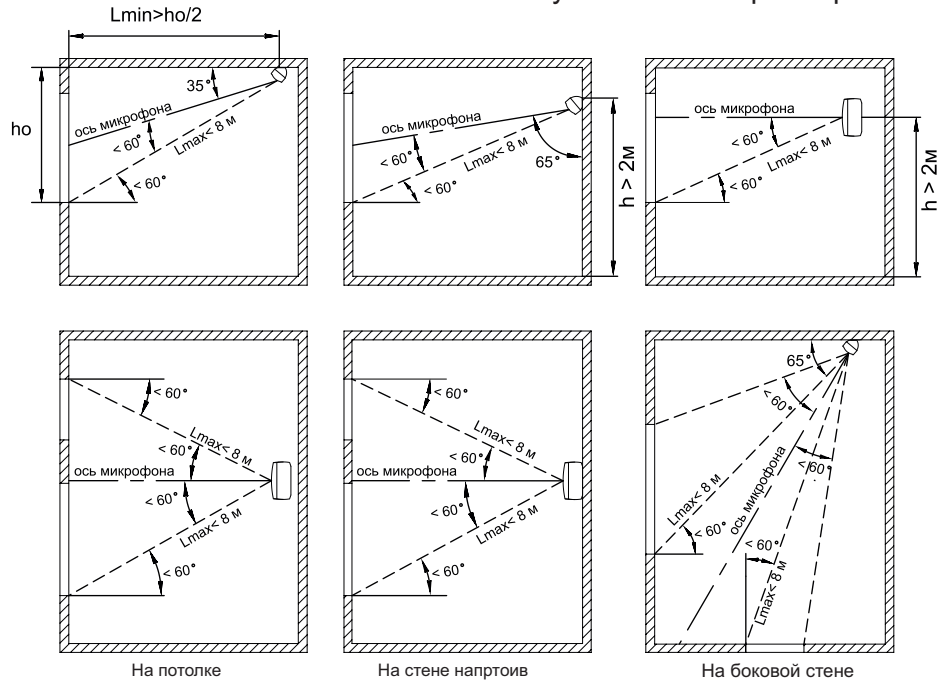 Lmin>ho/2
ho
35°
ось микрофона
< 60°
Lmax< 8 м
< 60°
ось микрофона
< 60°
Lmax< 8 м
65°
< 60°
h > 2м
ось микрофона
< 60°
Lmax< 8 м
< 60°
h > 2м
< 60°
Lmax< 8 м
< 60°
ось микрофона
< 60°
Lmax< 8 м
< 60°
На потолке
< 60°
Lmax< 8 м
< 60°
ось микрофона
< 60°
Lmax< 8 м
< 60°
На стене напртоив
65°
< 60°
< 60°
Lmax< 8 м
ось микрофона
< 60°
< 60°
Lmax< 8 м
На боковой стене